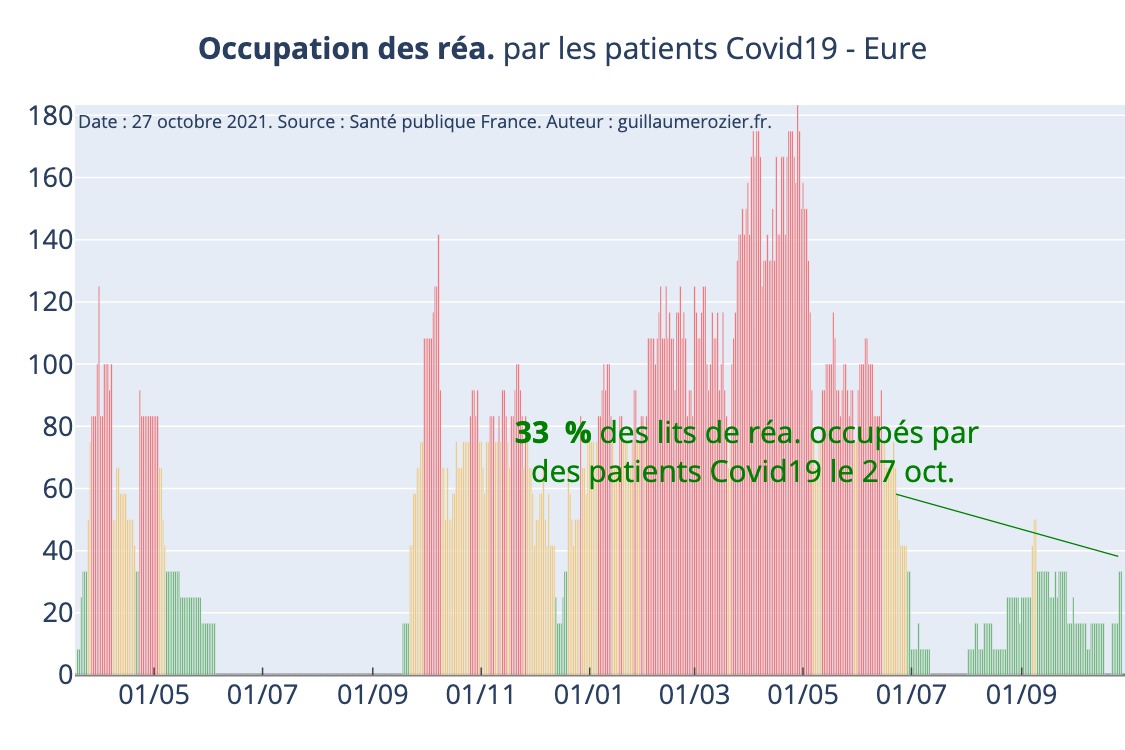 Occupation des réa. par les patients Covid19 - Eure
Date : 27 octobre 2021. Source : Santé publique France. Auteur : guillaumerozier.fr.
180
160
140
120
100
80
60
40
20
0
33 % des lits de réa. occupés par
des patients Covid19 le 27 oct.
01/05 01/07 01/09 01/11 01/01 01/03 01/05 01/07 01/09